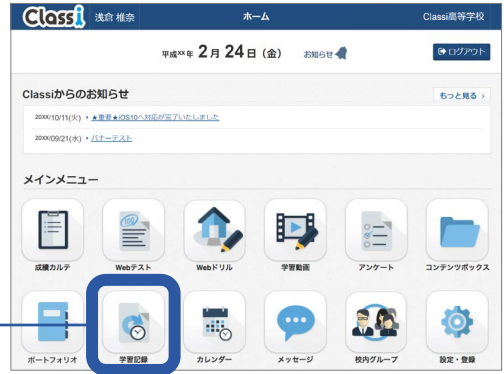 Classi 浅倉 椎奈 ホーム Classi高等学校
平成××年 2月 24日（金） お知らせ ログアウト
Classiからのお知らせ もっと見る ›
20XX/10/11(火) ・ ★重要★iOS10へ対応が完了いたしました
20XX/09/21(水) ・ バナーテスト
メインメニュー
成績カルテ Webテスト Webドリル 学習動画 アンケート コンテンツボックス
ポートフォリオ 学習記録 カレンダー メッセージ 校内グループ 設定・登録